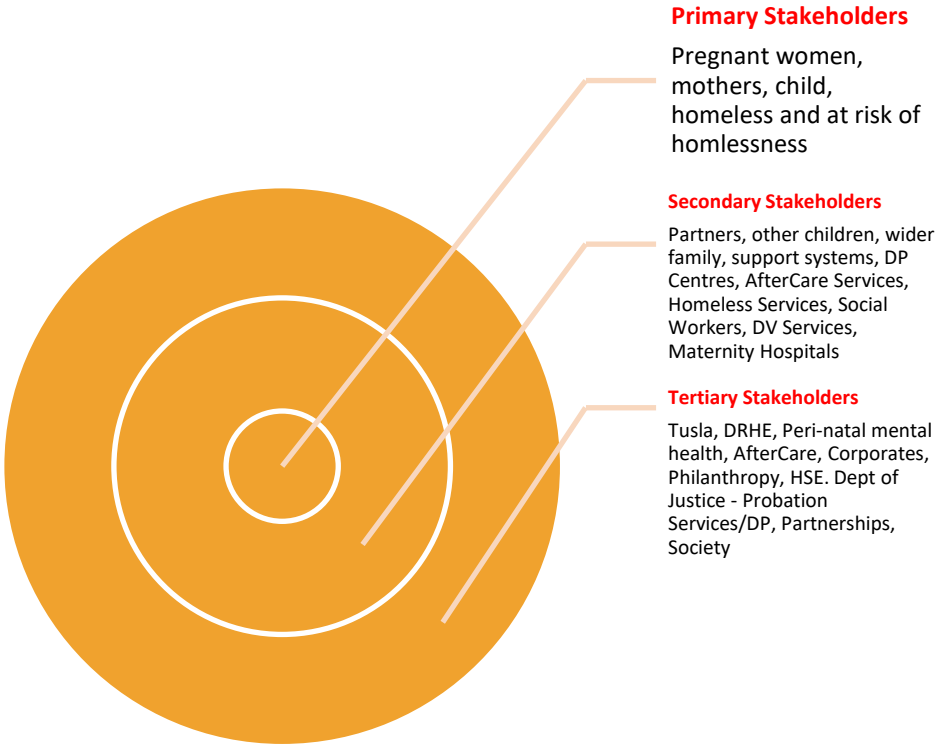 Primary Stakeholders
Pregnant women,
mothers, child,
homeless and at risk of
homlessness
Secondary Stakeholders
Partners, other children, wider
family, support systems, DP
Centres, AfterCare Services,
Homeless Services, Social
Workers, DV Services,
Maternity Hospitals
Tertiary Stakeholders
Tusla, DRHE, Peri-natal mental
health, AfterCare, Corporates,
Philanthropy, HSE. Dept of
Justice - Probation
Services/DP, Partnerships,
Society